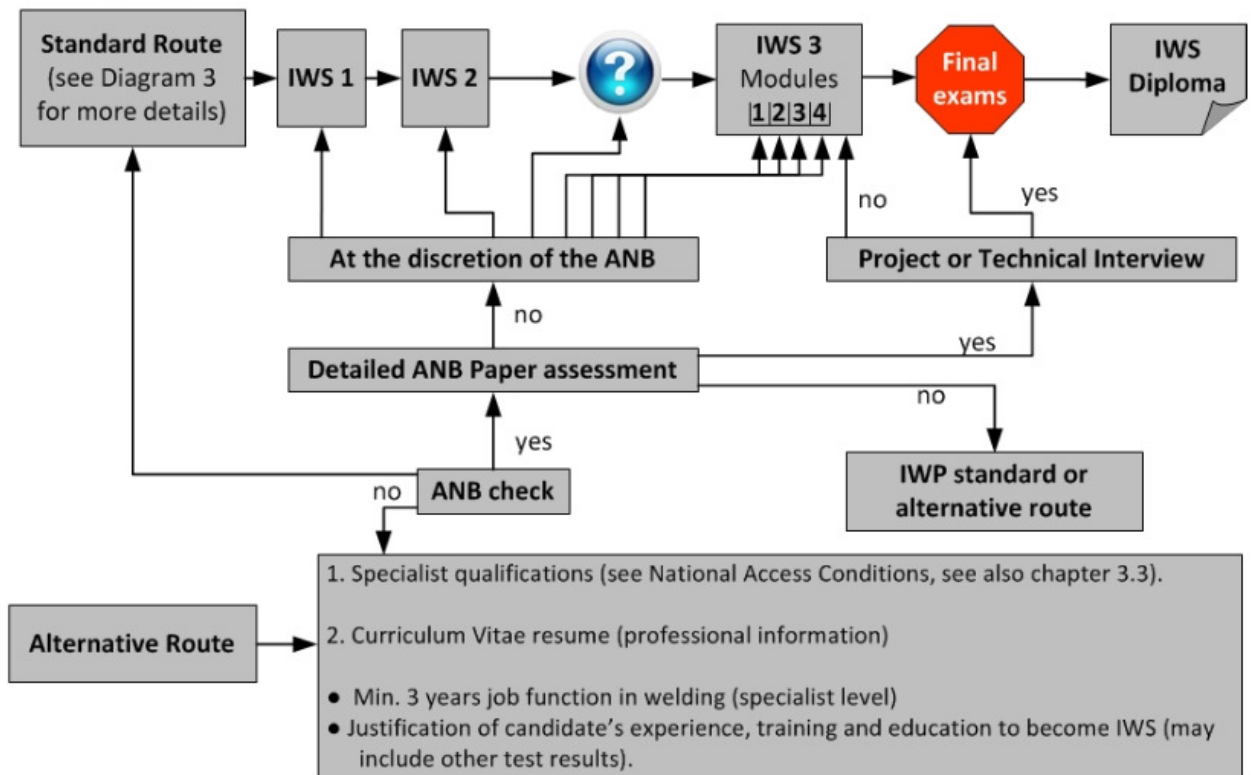 Standard Route
(see Diagram 3
for more details)
IWS 1
IWS 2
?
IWS 3
Modules
1 2 3 4
Final
exams
IWS
Diploma
no
yes
At the discretion of the ANB
Project or Technical Interview
no
yes
Detailed ANB Paper assessment
no
yes
IWP standard or
alternative route
no
ANB check
1. Specialist qualifications (see National Access Conditions, see also chapter 3.3).
Alternative Route
2. Curriculum Vitae resume (professional information)
● Min. 3 years job function in welding (specialist level)
● Justification of candidate’s experience, training and education to become IWS (may
include other test results).